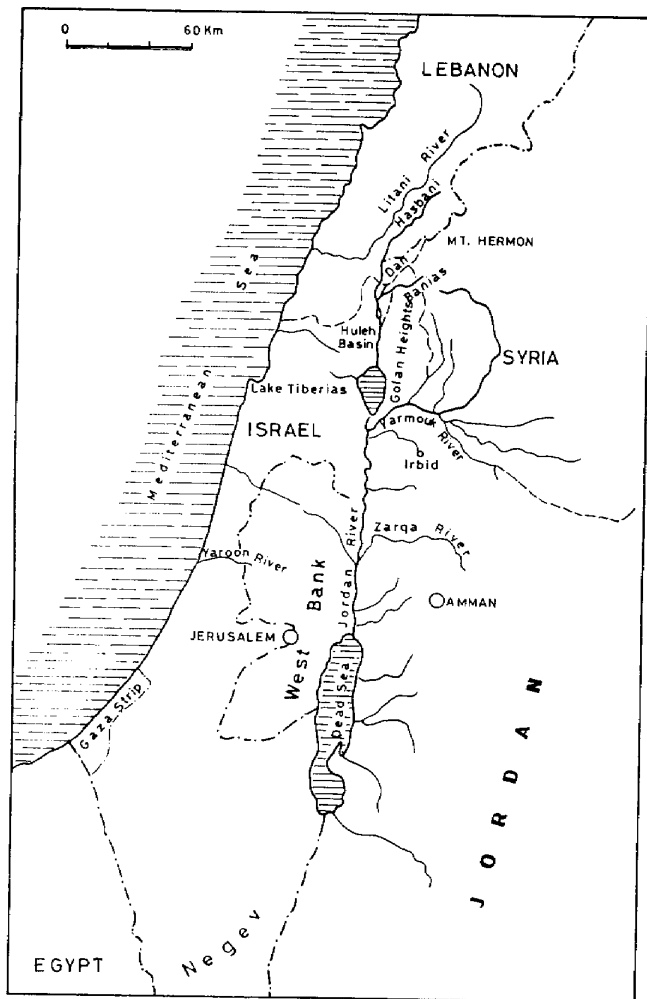 0 60 Km
LEBANON
Litani River
Hasbani
MT. HERMON
Dan
Banias
Mediterranean Sea
Huleh
Basin
Golan Heights
SYRIA
Lake Tiberias
ISRAEL
Yarmouk River
Irbid
Zarqa River
Yarqon River
Jordan River
West Bank
AMMAN
JERUSALEM
Dead Sea
Gaza Strip
JORDAN
Negev
EGYPT